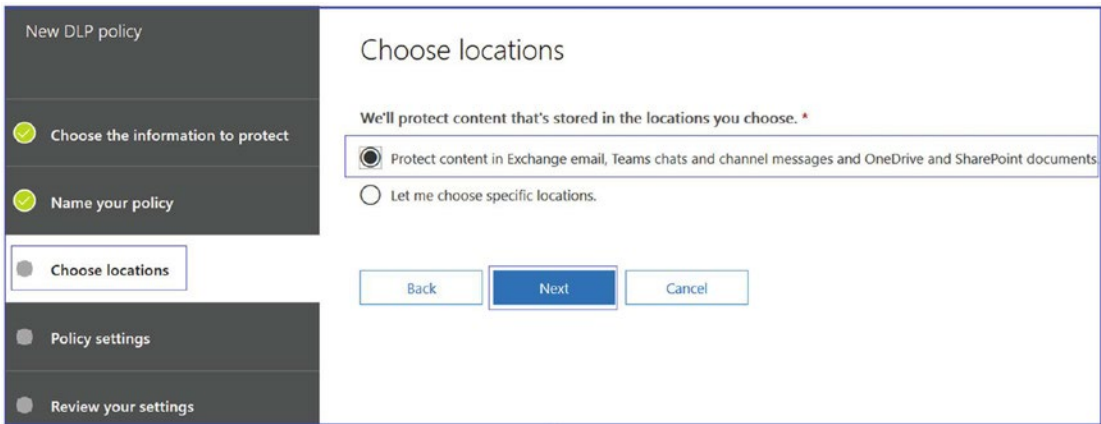 New DLP policy
Choose the information to protect
Name your policy
Choose locations
Policy settings
Review your settings
Choose locations
We'll protect content that's stored in the locations you choose. *
Protect content in Exchange email, Teams chats and channel messages and OneDrive and SharePoint documents.
Let me choose specific locations.
Back Next Cancel